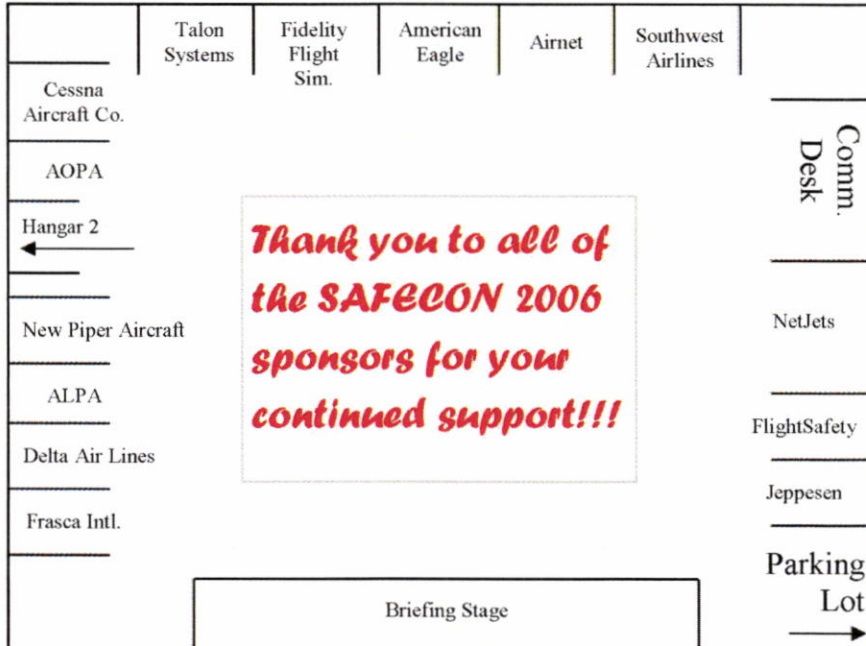 Talon
Systems
Fidelity
Flight
Sim.
American
Eagle
Airnet
Southwest
Airlines
Cessna
Aircraft Co.
AOPA
Hangar 2
New Piper Aircraft
ALPA
Delta Air Lines
Frasca Intl.
Thank you to all of
the SAFECON 2006
sponsors for your
continued support!!!
Comm.
Desk
NetJets
FlightSafety
Jeppesen
Parking
Lot
Briefing Stage